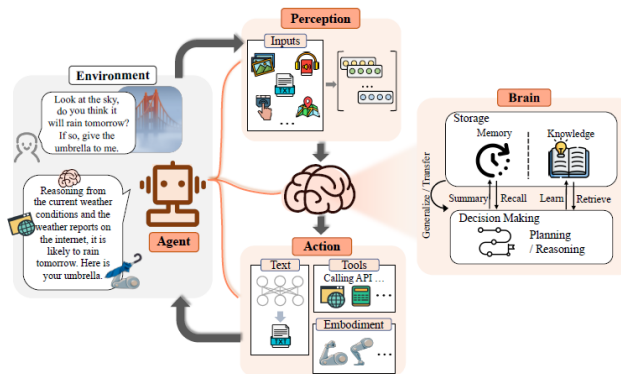 Perception
Inputs
TXT
...
Environment
Look at the sky,
do you think it
will rain tomorrow?
If so, give the
umbrella to me.
Reasoning from
the current weather
conditions and the
weather reports on
the internet, it is
likely to rain
tomorrow. Here is
your umbrella.
Agent
Action
Text
TXT
Tools
Calling API ...
...
Embodiment
...
Brain
Storage
Memory
Knowledge
Generalize / Transfer
Summary
Recall
Learn
Retrieve
Decision Making
Planning
/ Reasoning